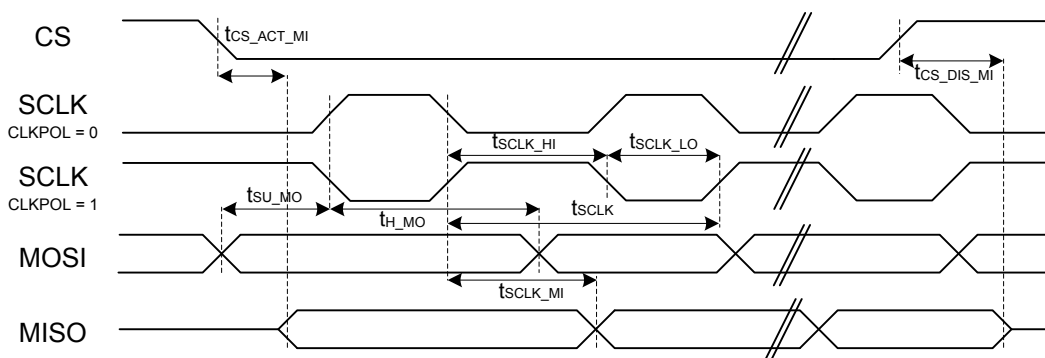 CS
tCS_ACT_MI
tCS_DIS_MI
SCLK
CLKPOL = 0
tSCLK_HI
tSCLK_LO
SCLK
CLKPOL = 1
tSU_MO
tH_MO
tSCLK
MOSI
tSCLK_MI
MISO